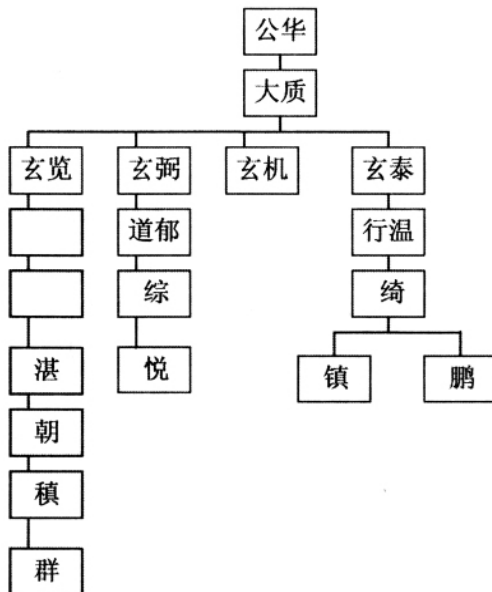 公华
大质
玄览 玄弼 玄机 玄泰
道郁 行温
综 绮
湛 悦 镇 鹏
朝
稹
群